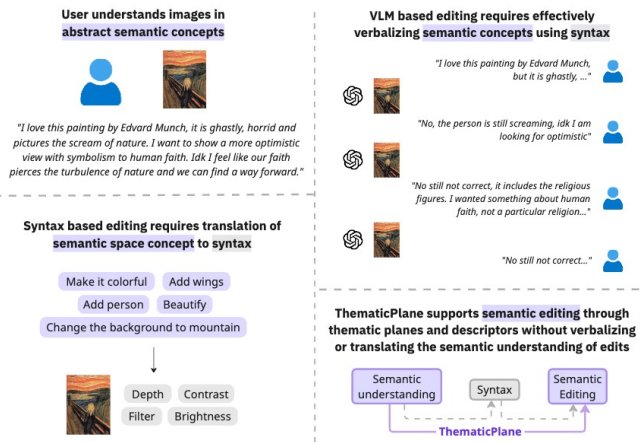 User understands images in
abstract semantic concepts
"I love this painting by Edvard Munch, it is ghastly, horrid and
pictures the scream of nature. I want to show a more optimistic
view with symbolism to human faith. Idk I feel like our faith
pierces the turbulence of nature and we can find a way forward."
Syntax based editing requires translation of
semantic space concept to syntax
Make it colorful
Add wings
Add person
Beautify
Change the background to mountain
Depth
Contrast
Filter
Brightness
VLM based editing requires effectively
verbalizing semantic concepts using syntax
"I love this painting by Edvard Munch,
but it is ghastly, ..."
"No, the person is still screaming, idk I am
looking for optimistic"
"No still not correct, it includes the religious
figures. I wanted something about human
faith, not a particular religion..."
"No still not correct..."
ThematicPlane supports semantic editing through
thematic planes and descriptors without verbalizing
or translating the semantic understanding of edits
Semantic
understanding
Syntax
Semantic
Editing
ThematicPlane